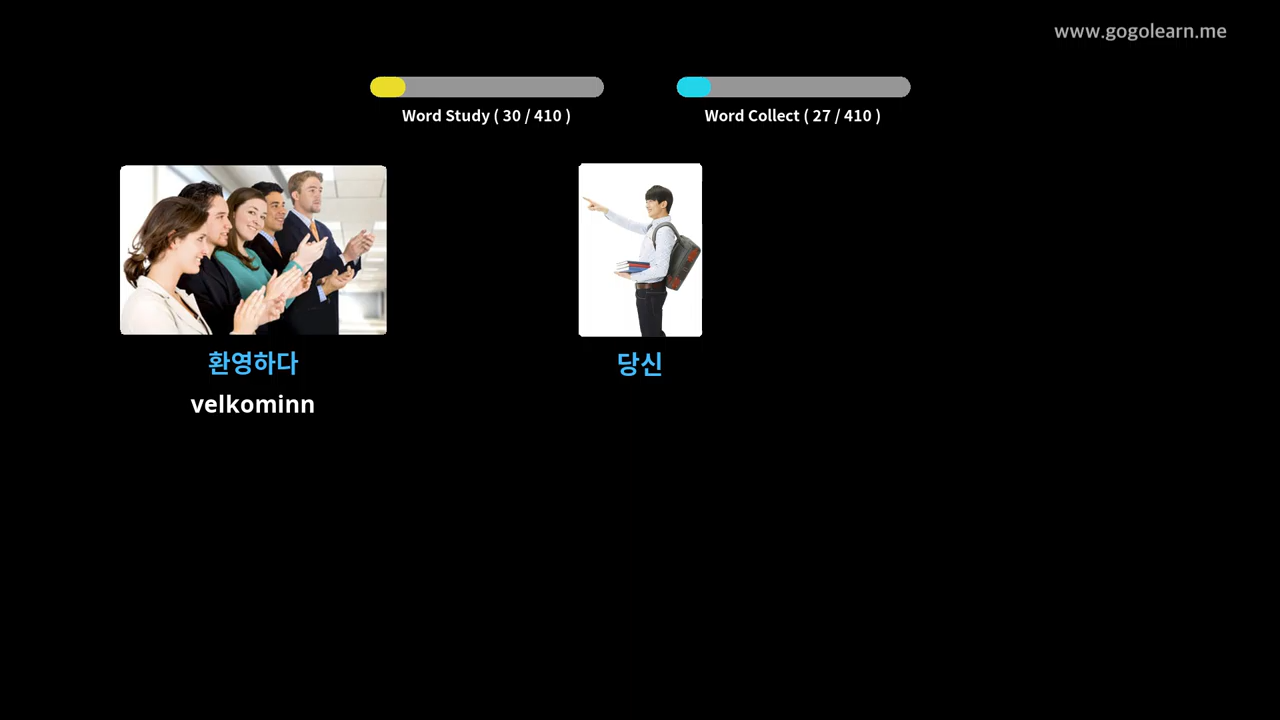 www.gogolearn.me
Word Study ( 30 / 410 )
Word Collect ( 27 / 410 )
환영하다
velkominn
당신